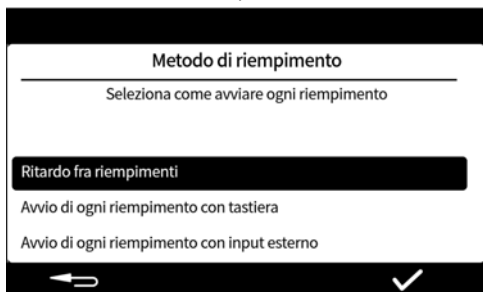 Metodo di riempimento
Seleziona come avviare ogni riempimento
Ritardo fra riempimenti
Avvio di ogni riempimento con tastiera
Avvio di ogni riempimento con input esterno